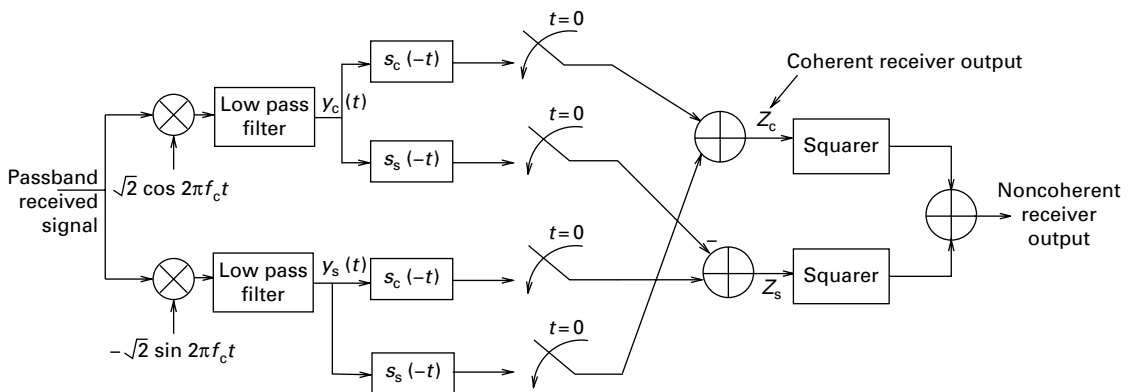 t = 0
Coherent receiver output
s_c (−t)
y_c (t)
Low pass
filter
t = 0
Z_c
Squarer
s_s (−t)
Passband
received
signal
√2 cos 2πf_c t
Noncoherent
receiver
output
t = 0
−
y_s (t)
Low pass
filter
s_c (−t)
Squarer
Z_s
t = 0
−√2 sin 2πf_c t
s_s (−t)